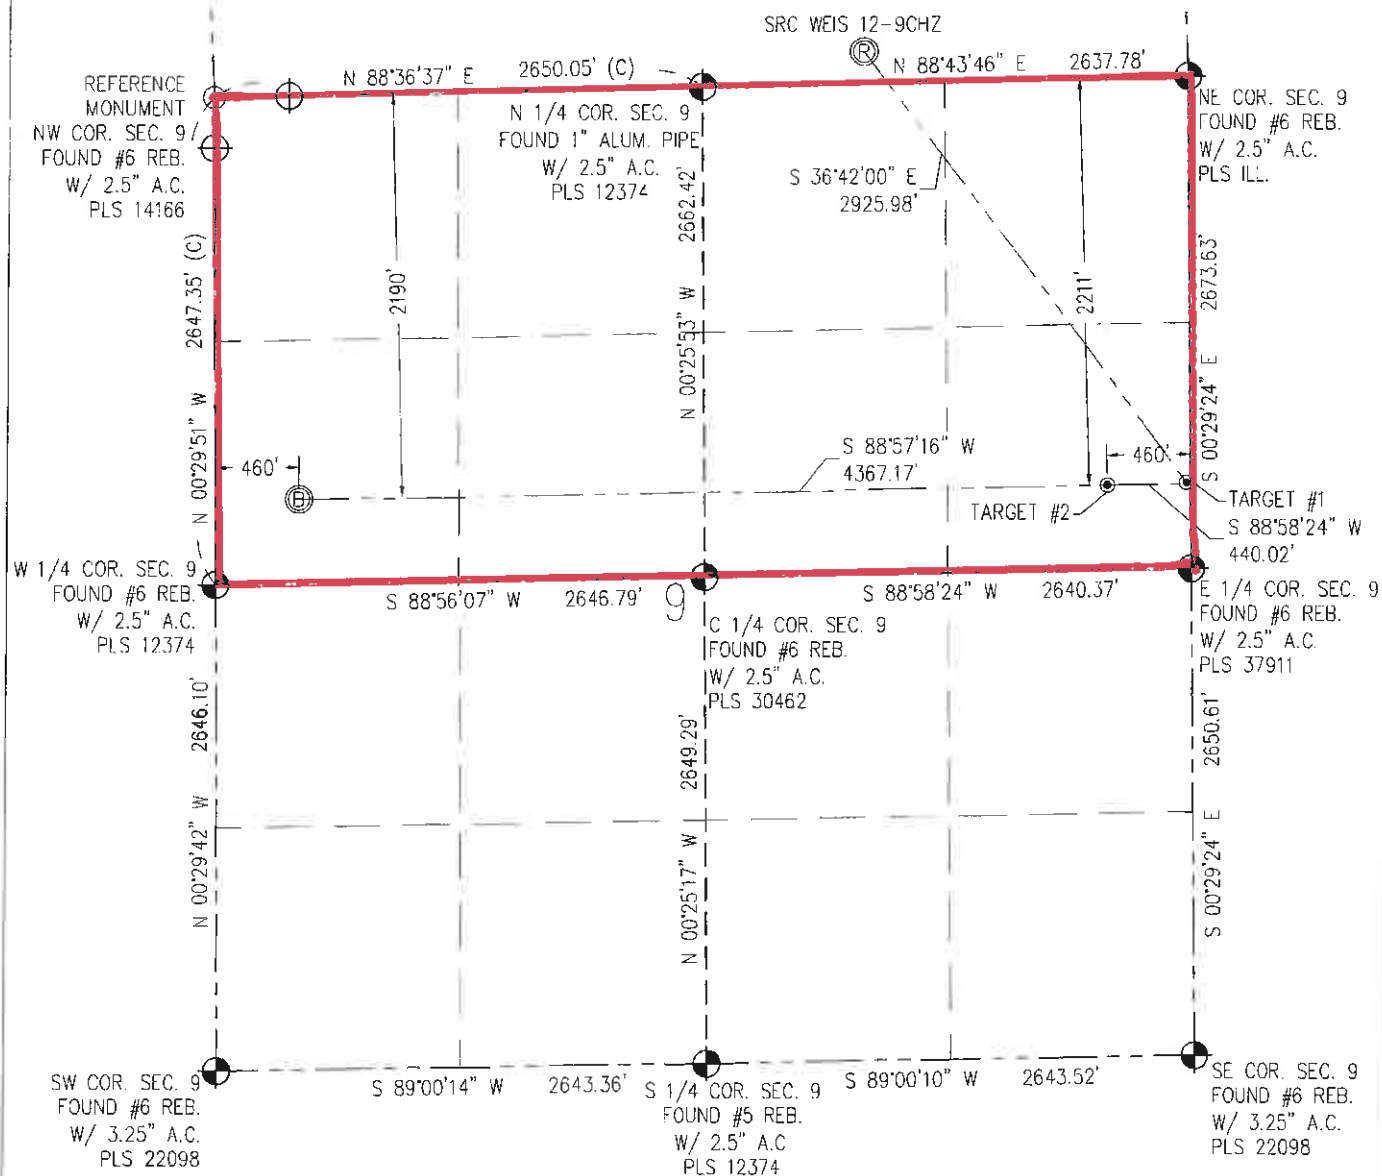 SRC WEIS 12-9CHZ
R
REFERENCE
MONUMENT
NW COR. SEC. 9
FOUND #6 REB.
W/ 2.5" A.C.
PLS 14166
N 88°36'37" E 2650.05' (C)
N 88°43'46" E 2637.78'
N 1/4 COR. SEC. 9
FOUND 1" ALUM. PIPE
W/ 2.5" A.C.
PLS 12374
NE COR. SEC. 9
FOUND #6 REB.
W/ 2.5" A.C.
PLS ILL.
S 36°42'00" E
2925.98'
N 00°29'51" W 2647.35' (C)
2190'
N 00°25'53" W 2662.42'
2211'
S 00°29'24" E 2673.63'
460'
B
S 88°57'16" W
4367.17'
460'
TARGET #2
TARGET #1
S 88°58'24" W
440.02'
W 1/4 COR. SEC. 9
FOUND #6 REB.
W/ 2.5" A.C.
PLS 12374
S 88°56'07" W 2646.79'
9
S 88°58'24" W 2640.37'
C 1/4 COR. SEC. 9
FOUND #6 REB.
W/ 2.5" A.C.
PLS 30462
E 1/4 COR. SEC. 9
FOUND #6 REB.
W/ 2.5" A.C.
PLS 37911
N 00°29'42" W 2646.10'
N 00°25'17" W 2649.29'
S 00°29'24" E 2650.61'
SW COR. SEC. 9
FOUND #6 REB.
W/ 3.25" A.C.
PLS 22098
S 89°00'14" W 2643.36'
S 1/4 COR. SEC. 9
FOUND #5 REB.
W/ 2.5" A.C
PLS 12374
S 89°00'10" W 2643.52'
SE COR. SEC. 9
FOUND #6 REB.
W/ 3.25" A.C.
PLS 22098